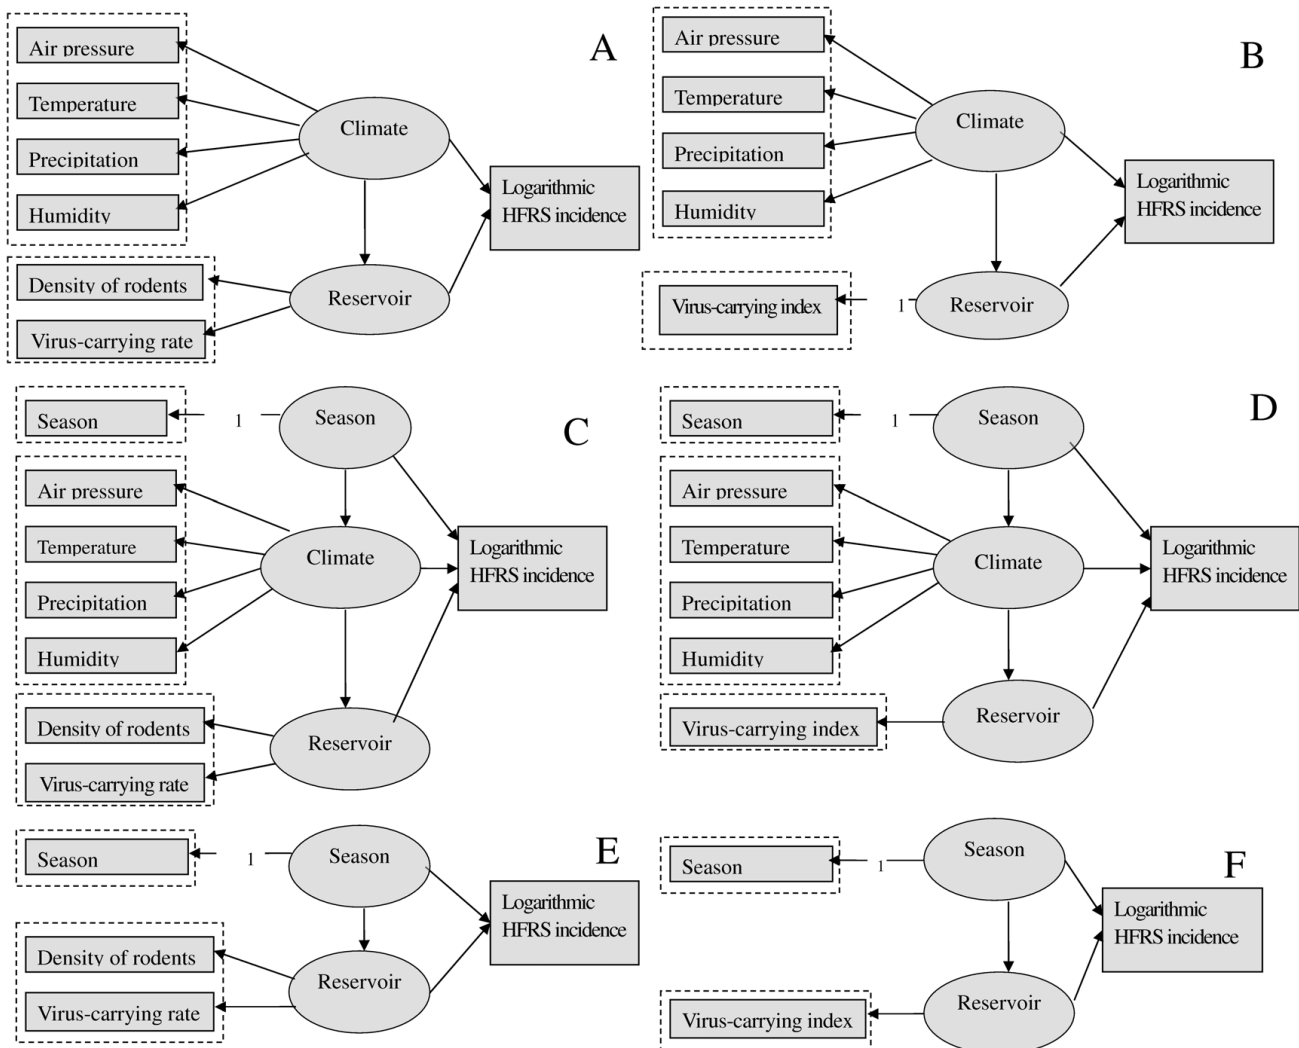 A
Air pressure
Temperature
Precipitation
Humidity
Climate
Logarithmic
HFRS incidence
Density of rodents
Virus-carrying rate
Reservoir
B
Air pressure
Temperature
Precipitation
Humidity
Climate
Logarithmic
HFRS incidence
Virus-carrying index
1
Reservoir
C
Season
1
Season
Air pressure
Temperature
Precipitation
Humidity
Climate
Logarithmic
HFRS incidence
Density of rodents
Virus-carrying rate
Reservoir
D
Season
1
Season
Air pressure
Temperature
Precipitation
Humidity
Climate
Logarithmic
HFRS incidence
Virus-carrying index
Reservoir
E
Season
1
Season
Logarithmic
HFRS incidence
Density of rodents
Virus-carrying rate
Reservoir
F
Season
1
Season
Logarithmic
HFRS incidence
Virus-carrying index
Reservoir